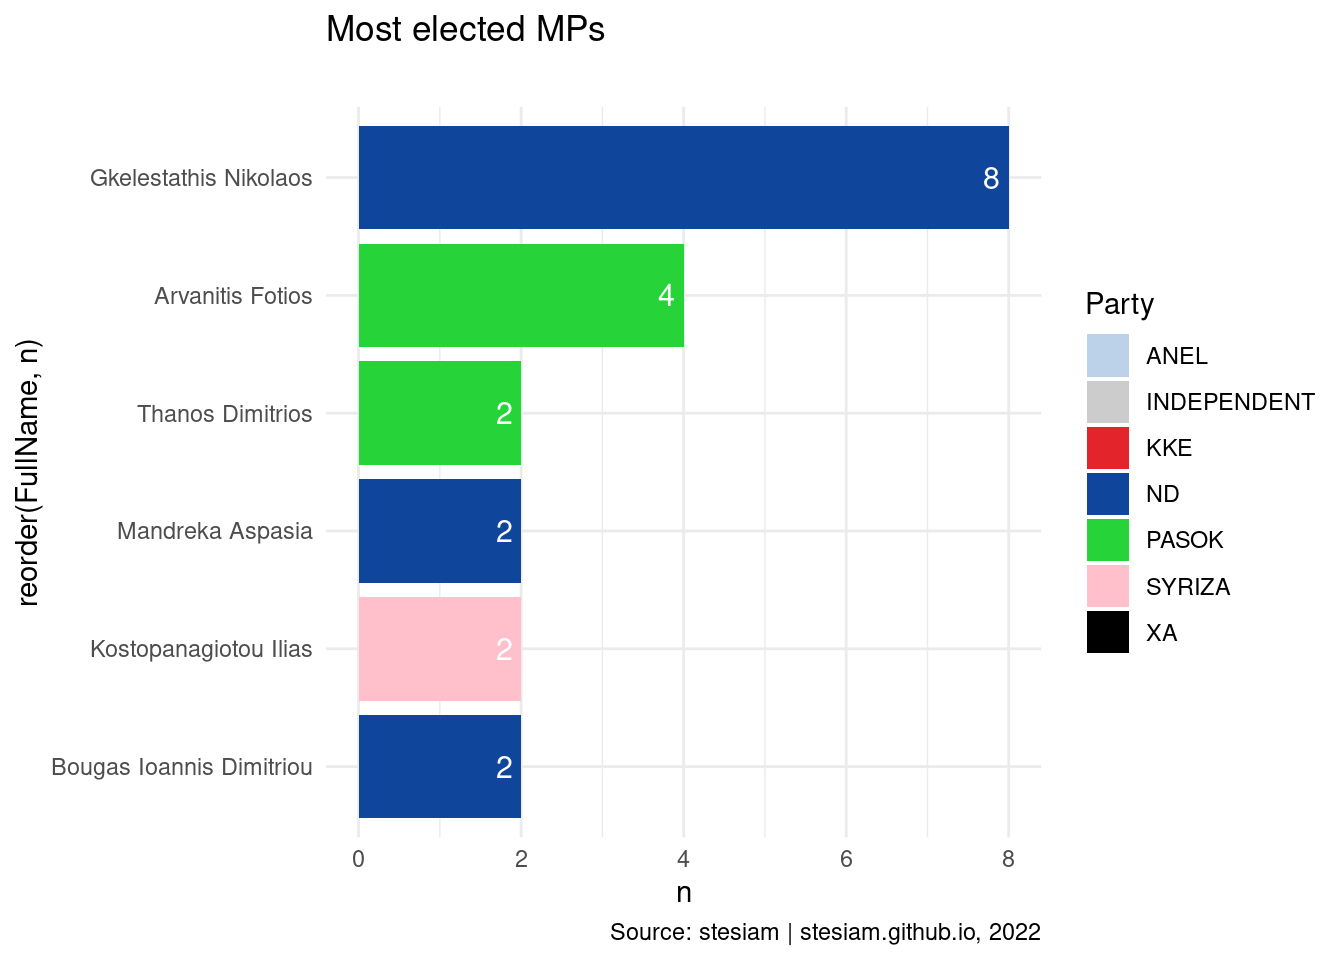 Most elected MPs
reorder(FullName, n)
Gkelestathis Nikolaos
8
Arvanitis Fotios
4
Thanos Dimitrios
2
Mandreka Aspasia
2
Kostopanagiotou Ilias
2
Bougas Ioannis Dimitriou
2
0 2 4 6 8
n
Party
ANEL
INDEPENDENT
KKE
ND
PASOK
SYRIZA
XA
Source: stesiam | stesiam.github.io, 2022